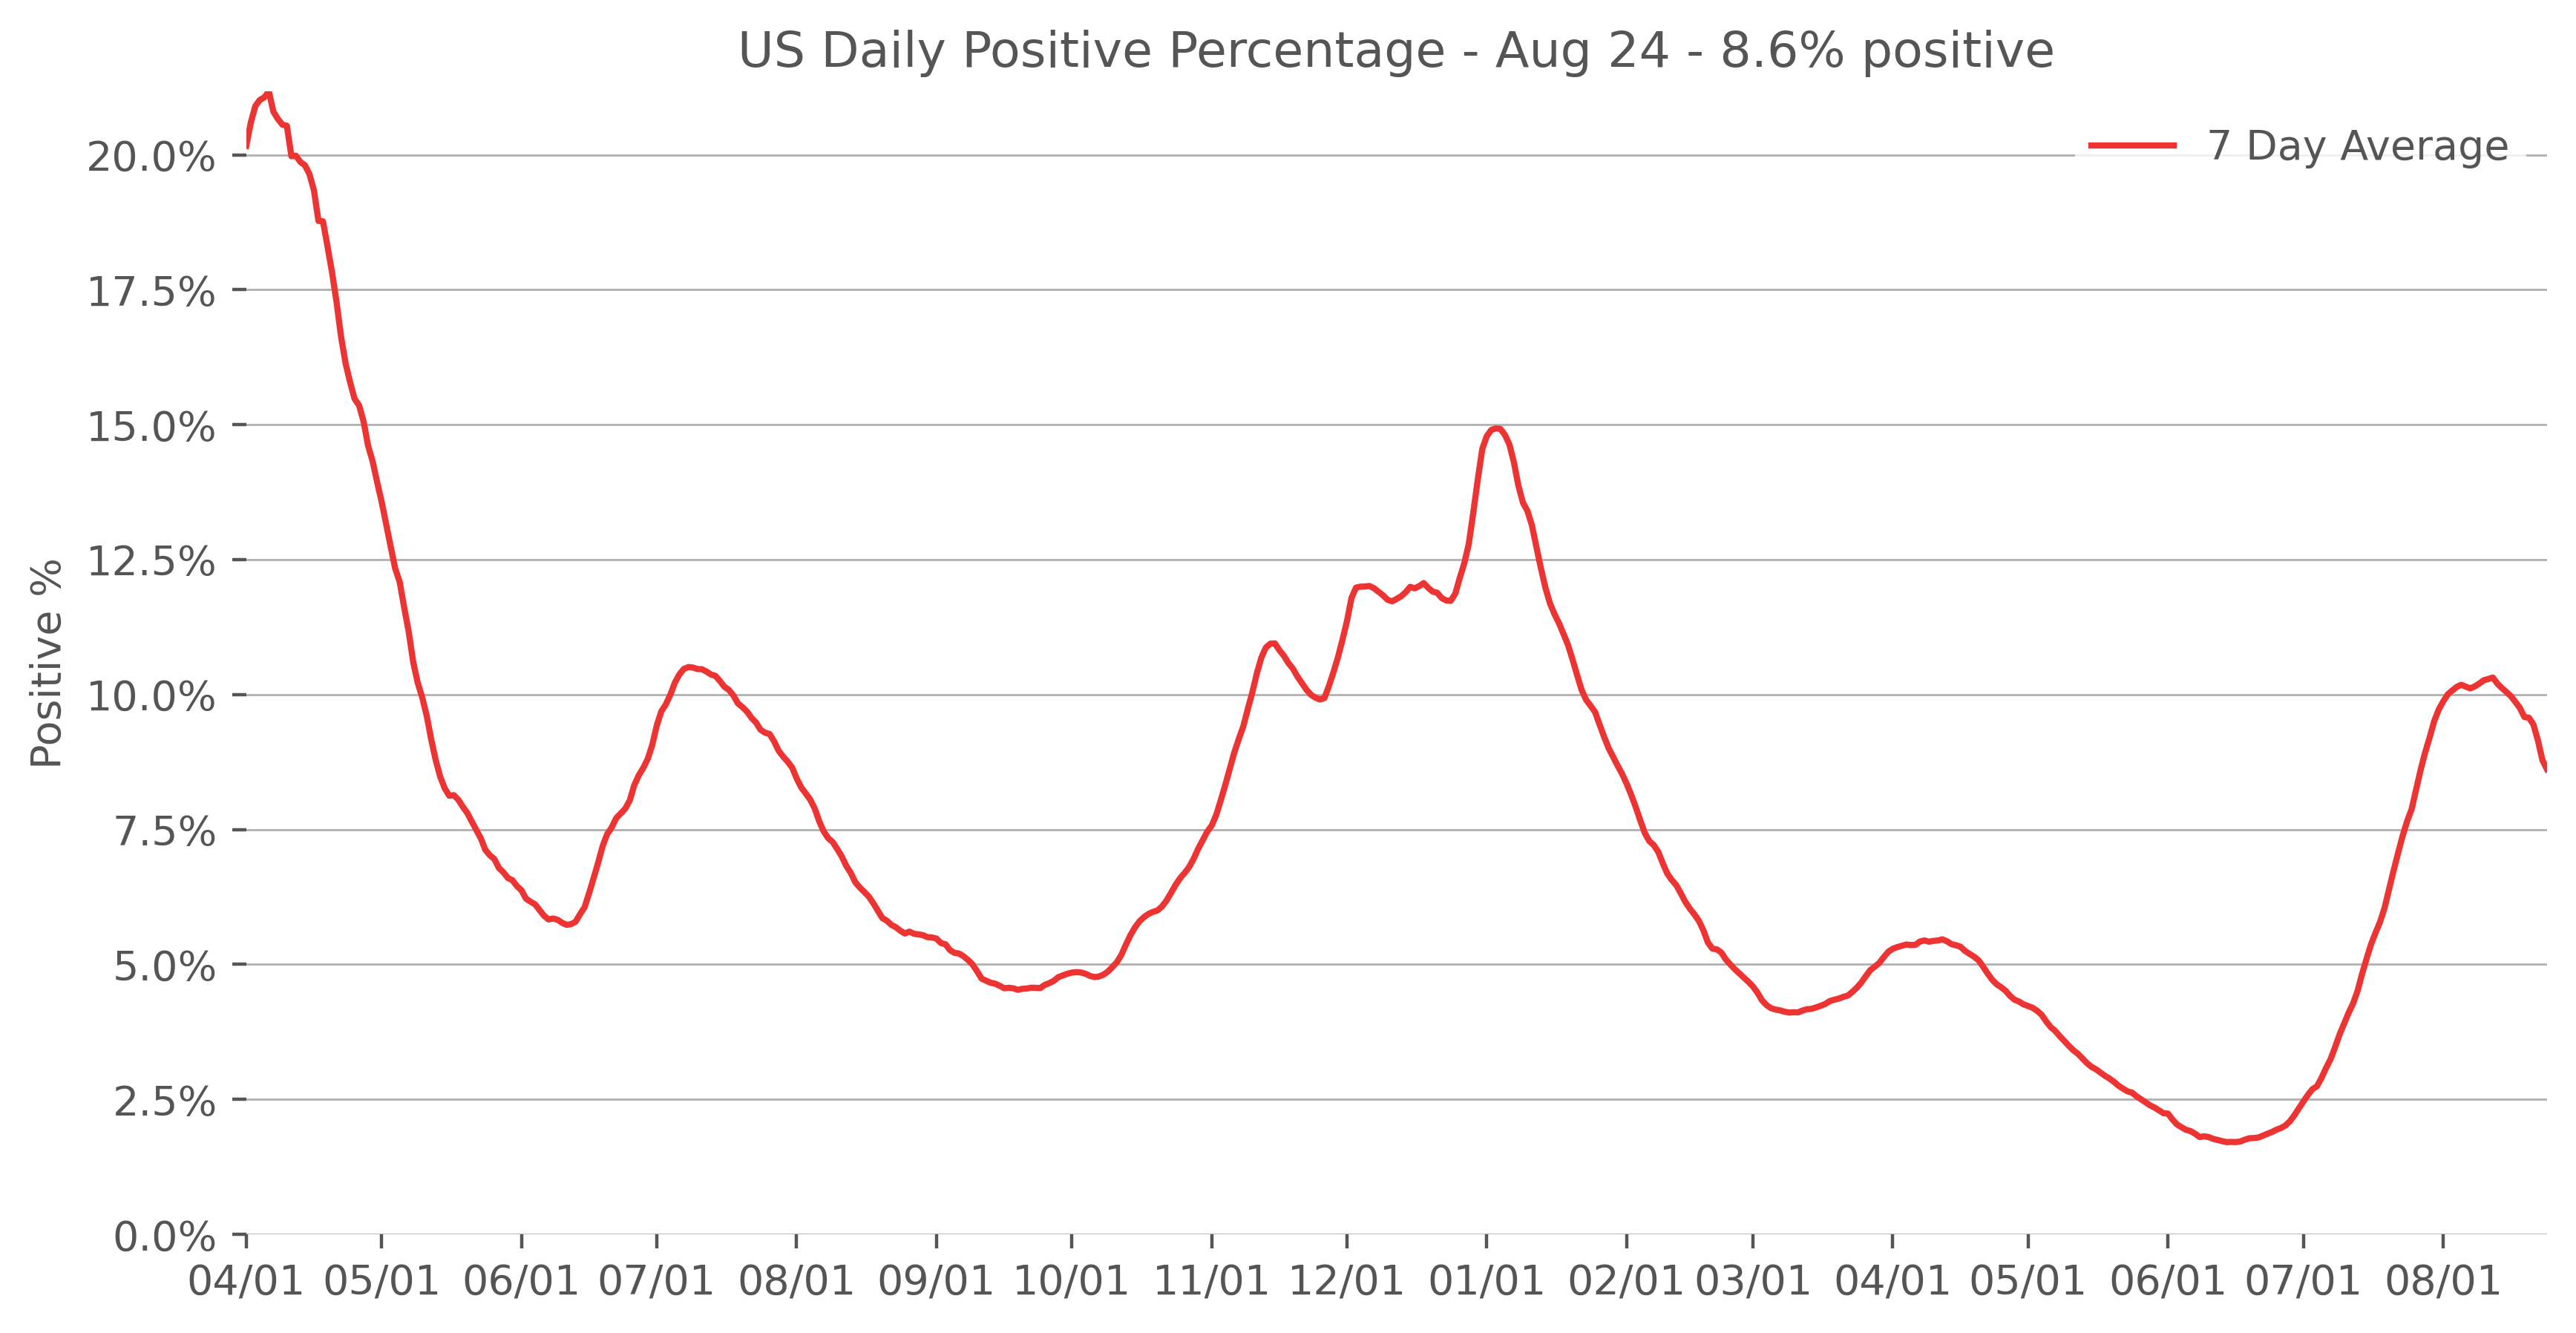 US Daily Positive Percentage - Aug 24 - 8.6% positive
7 Day Average
Positive %
20.0%
17.5%
15.0%
12.5%
10.0%
7.5%
5.0%
2.5%
0.0%
04/01 05/01 06/01 07/01 08/01 09/01 10/01 11/01 12/01 01/01 02/01 03/01 04/01 05/01 06/01 07/01 08/01